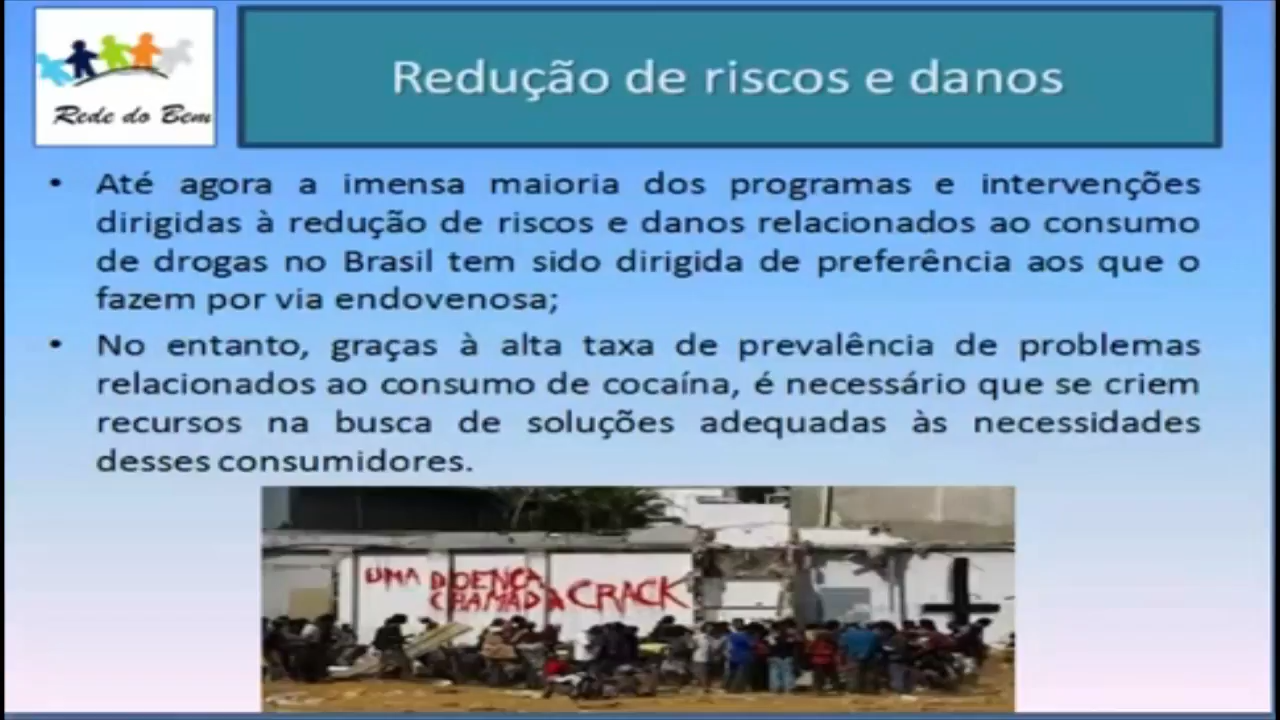 Rede do Bem
Redução de riscos e danos
• Até agora a imensa maioria dos programas e intervenções
dirigidas à redução de riscos e danos relacionados ao consumo
de drogas no Brasil tem sido dirigida de preferência aos que o
fazem por via endovenosa;
• No entanto, graças à alta taxa de prevalência de problemas
relacionados ao consumo de cocaína, é necessário que se criem
recursos na busca de soluções adequadas às necessidades
desses consumidores.
UMA DOENÇA
CHAMADA CRACK